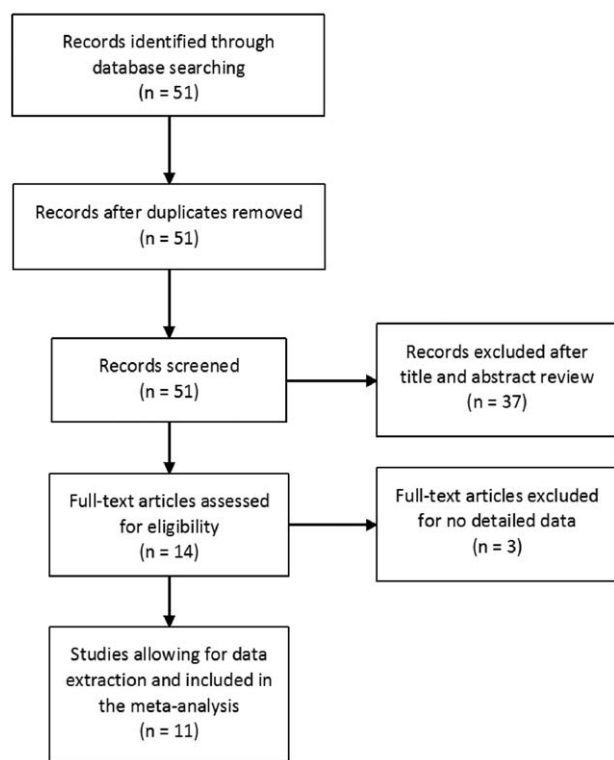 Records identified through
database searching
(n = 51)
Records after duplicates removed
(n = 51)
Records screened
(n = 51)
Records excluded after
title and abstract review
(n = 37)
Full-text articles assessed
for eligibility
(n = 14)
Full-text articles excluded
for no detailed data
(n = 3)
Studies allowing for data
extraction and included in
the meta-analysis
(n = 11)